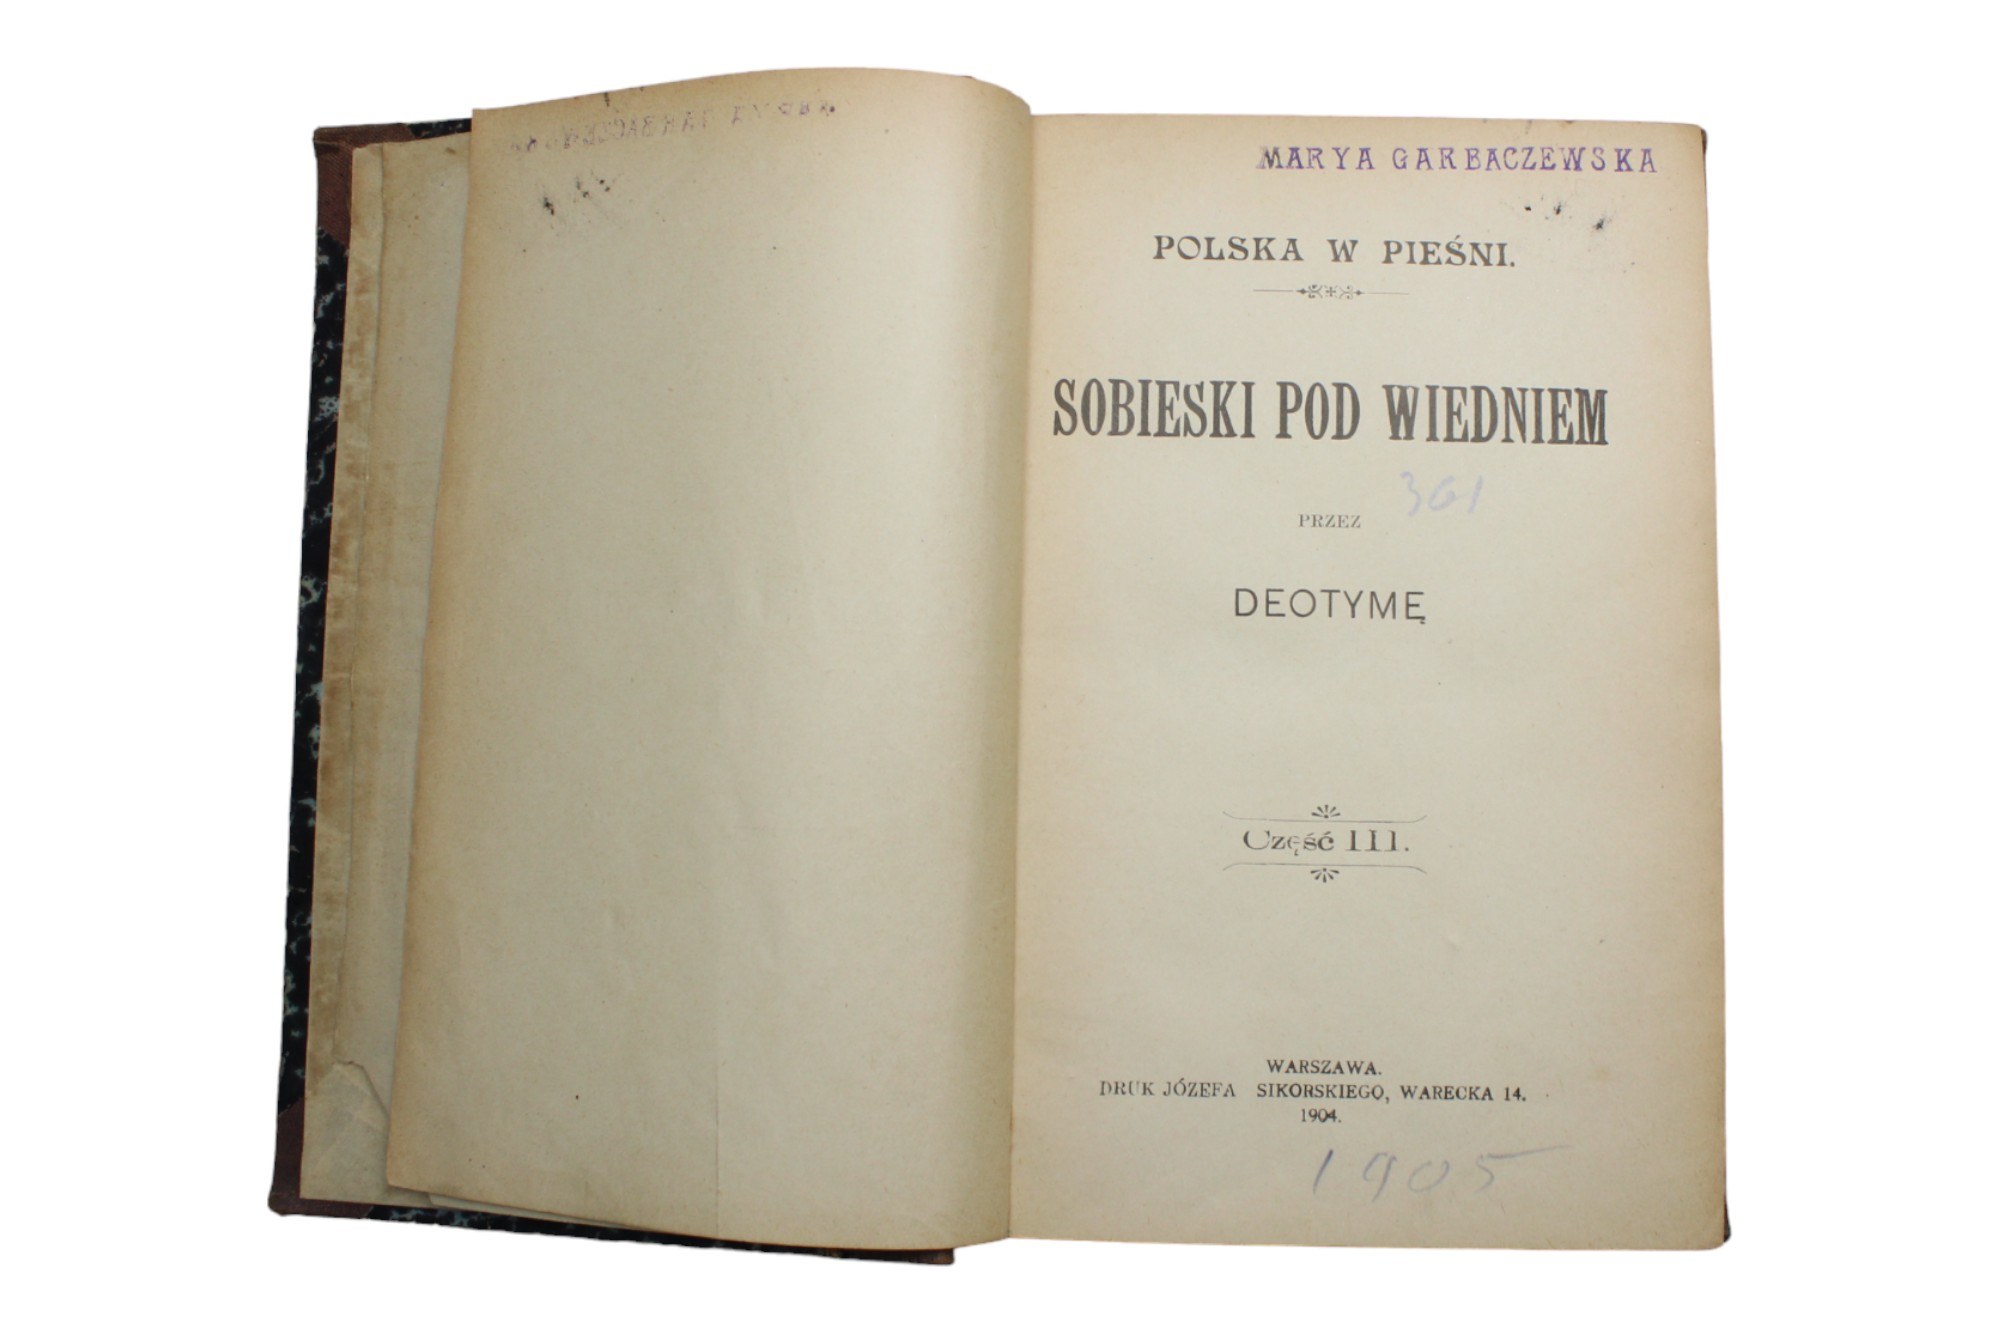 MARYA GARBACZEWSKA
POLSKA W PIEŚNI.
SOBIESKI POD WIEDNIEM
361
PRZEZ
DEOTYMĘ
Część III.
WARSZAWA.
DRUK JÓZEFA SIKORSKIEGO, WARECKA 14.
1904.
1905